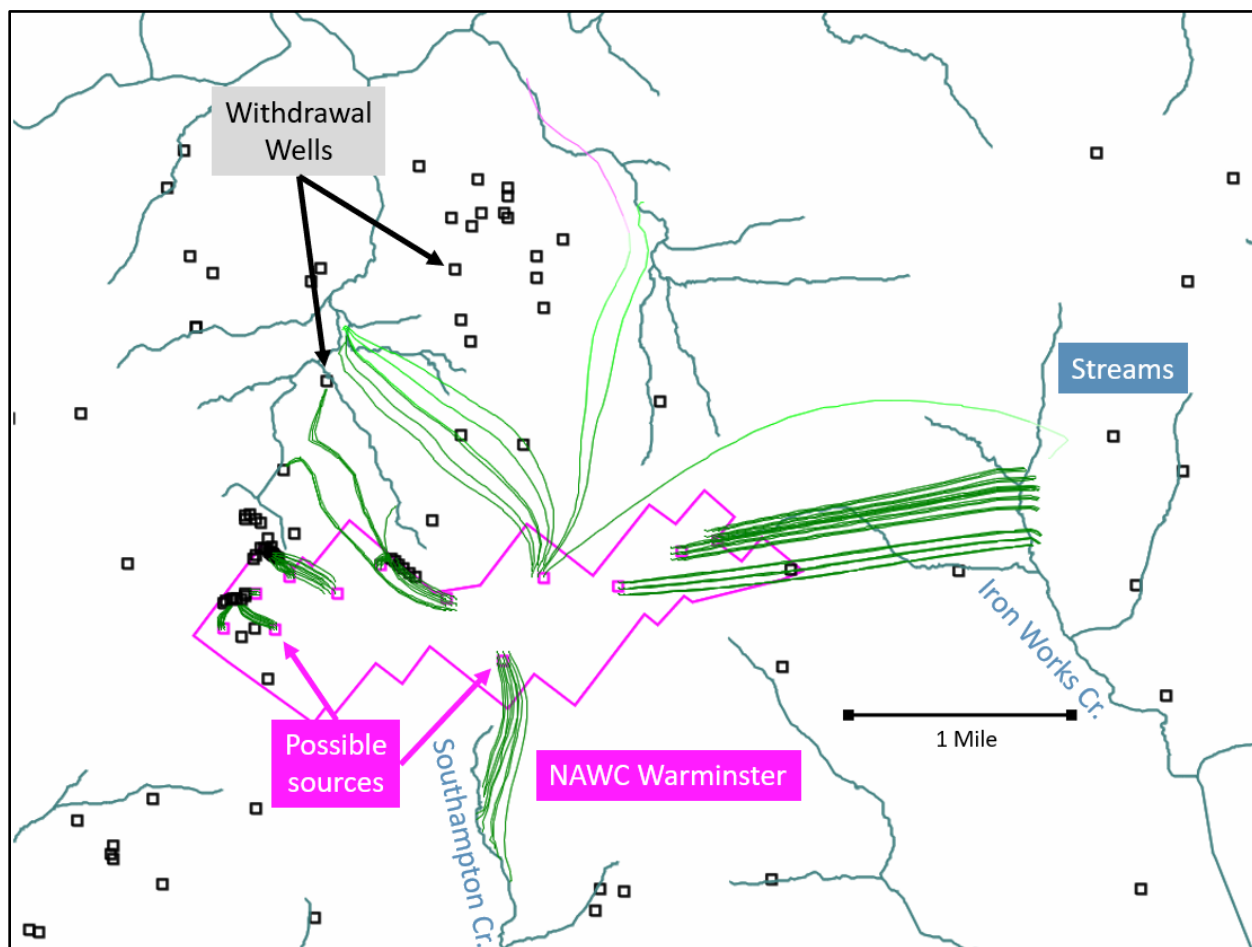 Withdrawal
Wells
Streams
Iron Works Cr.
1 Mile
Possible
sources
NAWC Warminster
Southampton Cr.